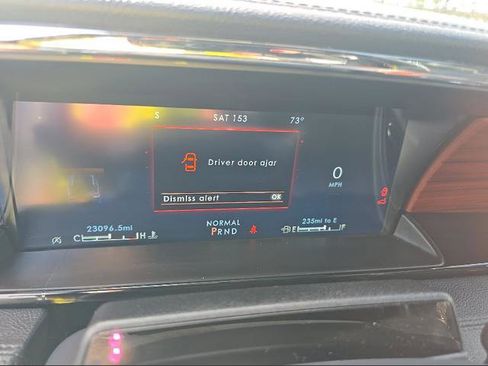 S SAT 153 73°
Driver door ajar
Dismiss alert OK
0
MPH
23096.5mi NORMAL 235mi to E
C H PRND E F